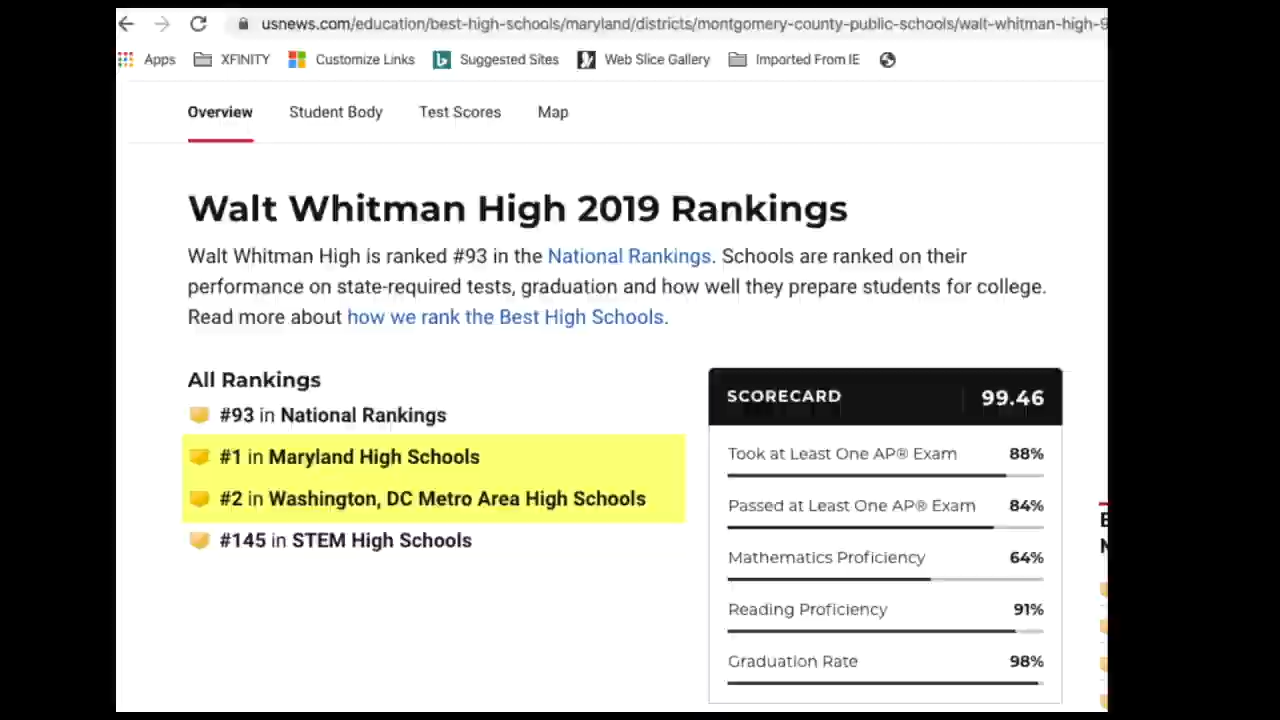 usnews.com/education/best-high-schools/maryland/districts/montgomery-county-public-schools/walt-whitman-high-9
Apps XFINITY Customize Links Suggested Sites Web Slice Gallery Imported From IE
Overview Student Body Test Scores Map
Walt Whitman High 2019 Rankings
Walt Whitman High is ranked #93 in the National Rankings. Schools are ranked on their
performance on state-required tests, graduation and how well they prepare students for college.
Read more about how we rank the Best High Schools.
All Rankings
#93 in National Rankings
#1 in Maryland High Schools
#2 in Washington, DC Metro Area High Schools
#145 in STEM High Schools
SCORECARD 99.46
Took at Least One AP® Exam 88%
Passed at Least One AP® Exam 84%
Mathematics Proficiency 64%
Reading Proficiency 91%
Graduation Rate 98%